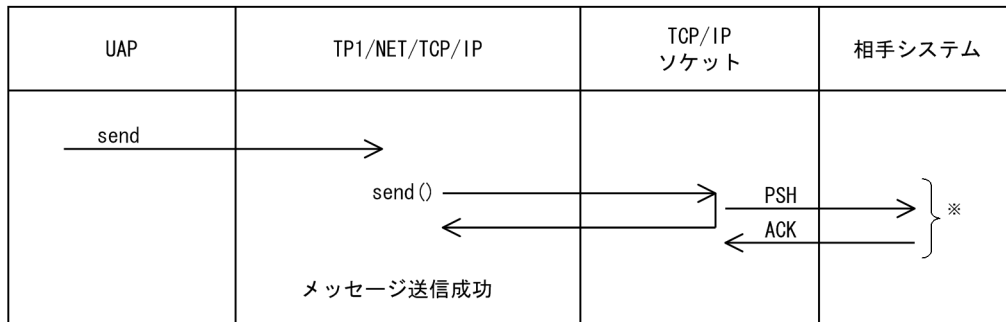 UAP
TP1/NET/TCP/IP
TCP/IP
ソケット
相手システム
send
send()
PSH
※
ACK
メッセージ送信成功